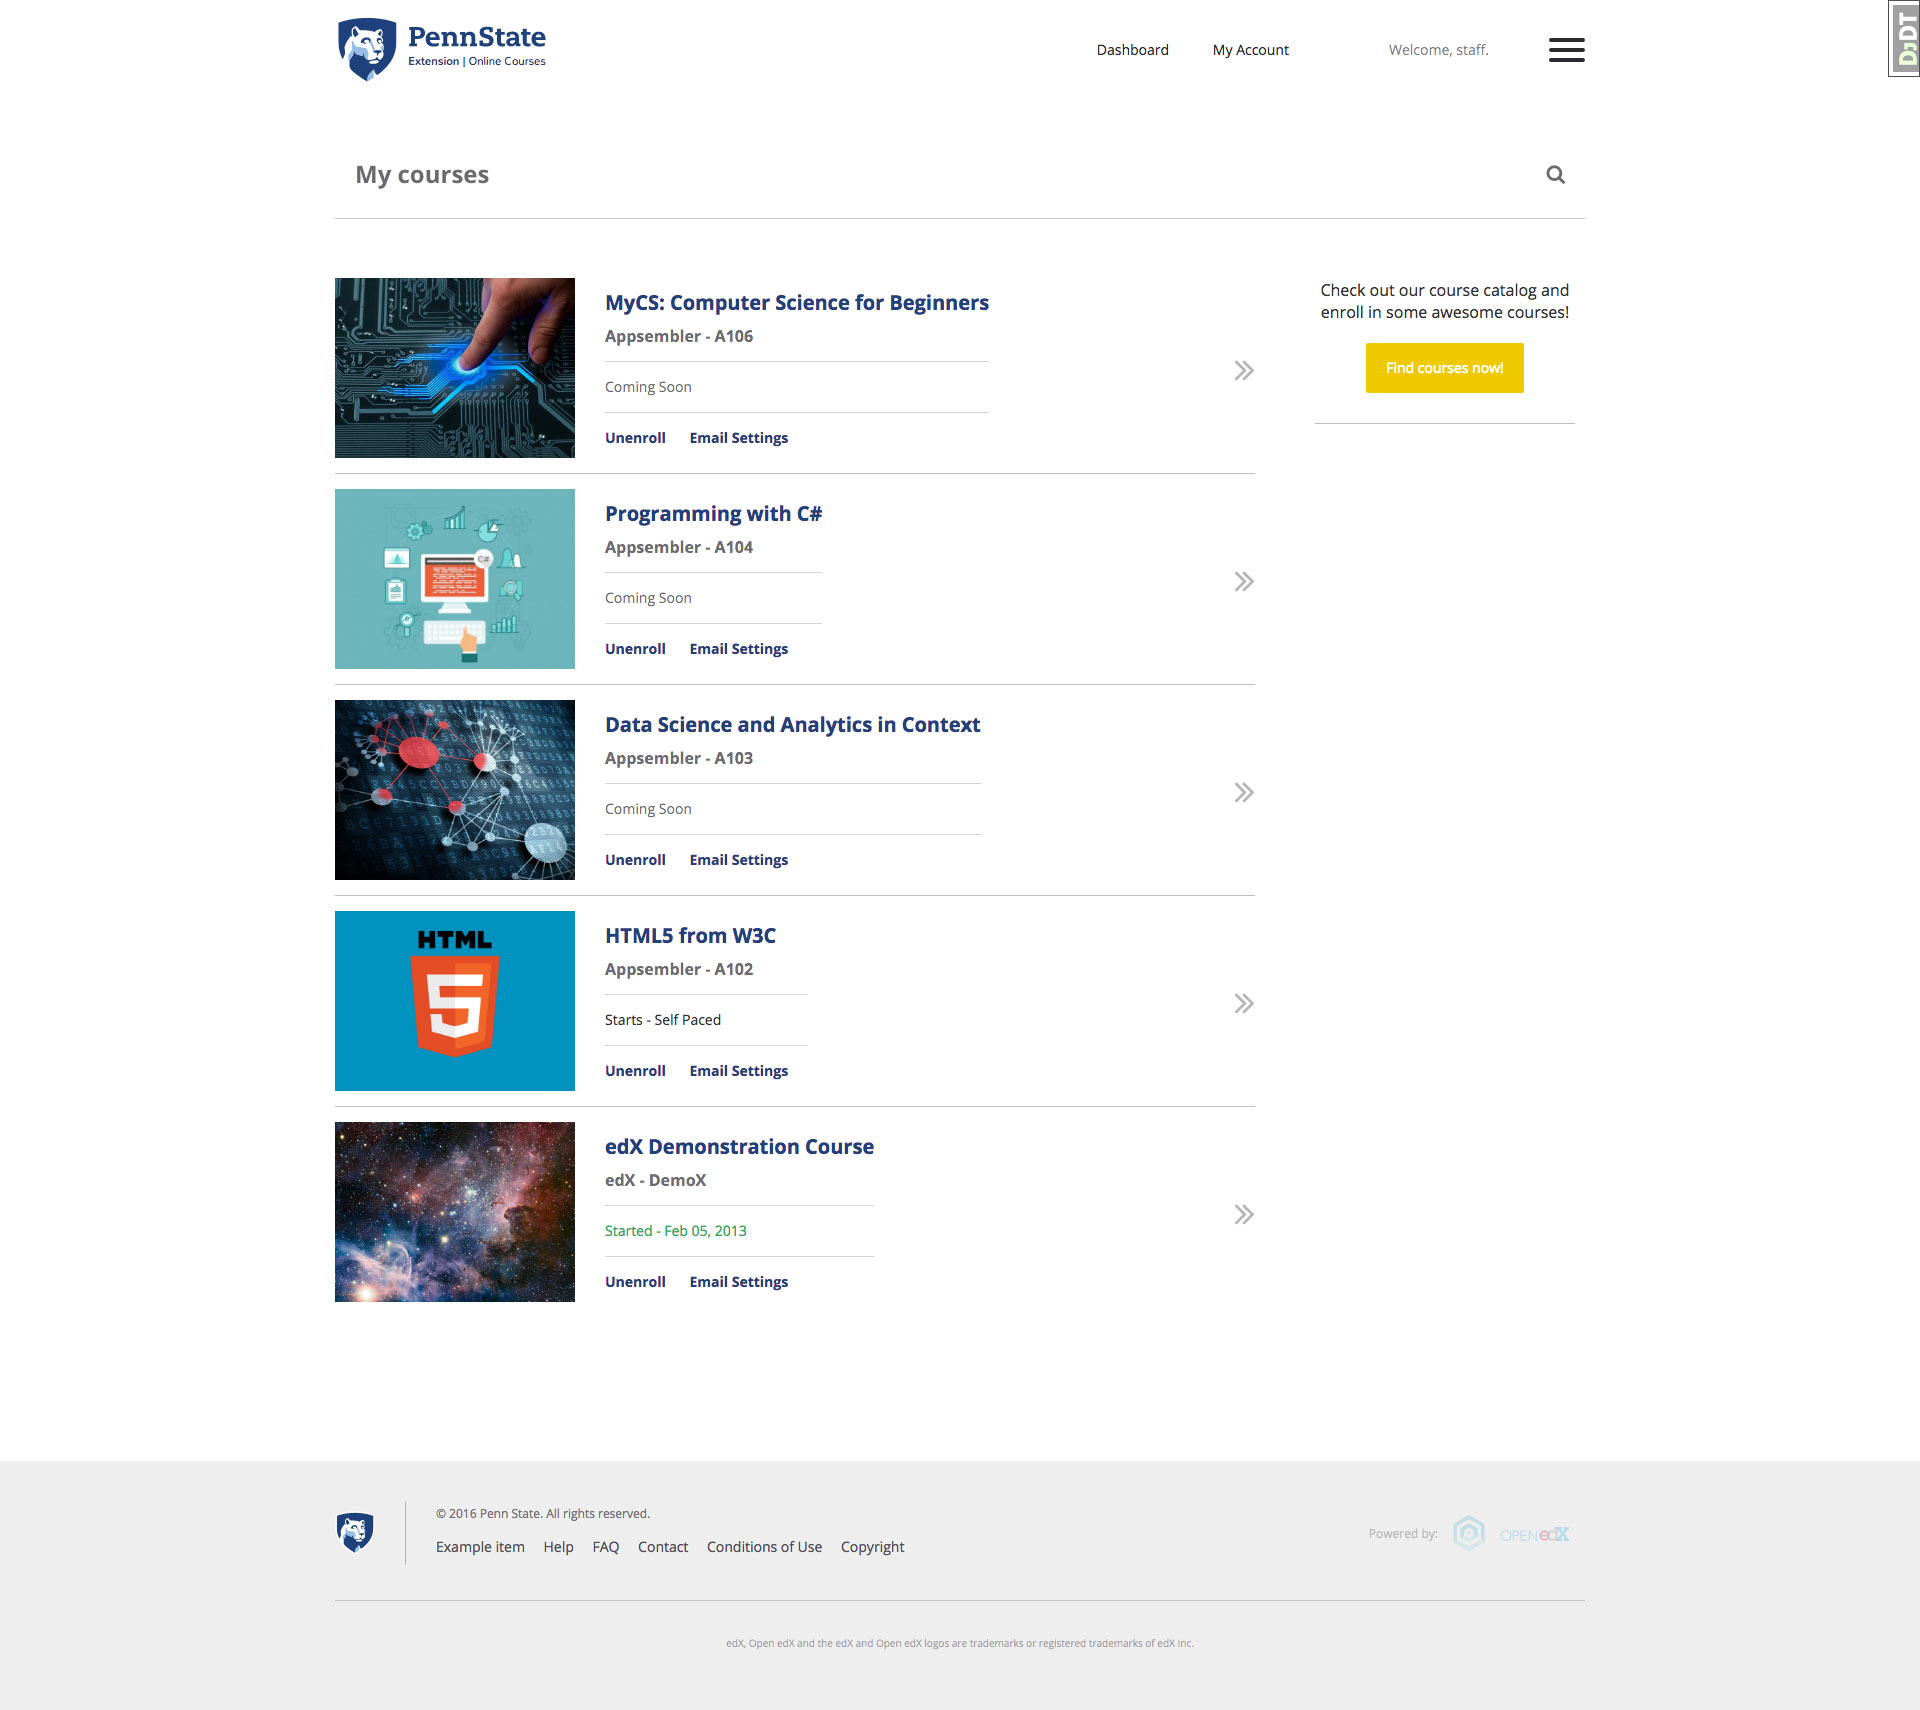 PennState
Extension | Online Courses
Dashboard
My Account
Welcome, staff.
DJDT
My courses
MyCS: Computer Science for Beginners
Appsembler - A106
Coming Soon
Unenroll
Email Settings
Check out our course catalog and
enroll in some awesome courses!
Find courses now!
C#
Programming with C#
Appsembler - A104
Coming Soon
Unenroll
Email Settings
Data Science and Analytics in Context
Appsembler - A103
Coming Soon
Unenroll
Email Settings
HTML
5
HTML5 from W3C
Appsembler - A102
Starts - Self Paced
Unenroll
Email Settings
edX Demonstration Course
edX - DemoX
Started - Feb 05, 2013
Unenroll
Email Settings
© 2016 Penn State. All rights reserved.
Example item
Help
FAQ
Contact
Conditions of Use
Copyright
Powered by:
OPEN edX
edX, Open edX and the edX and Open edX logos are trademarks or registered trademarks of edX Inc.